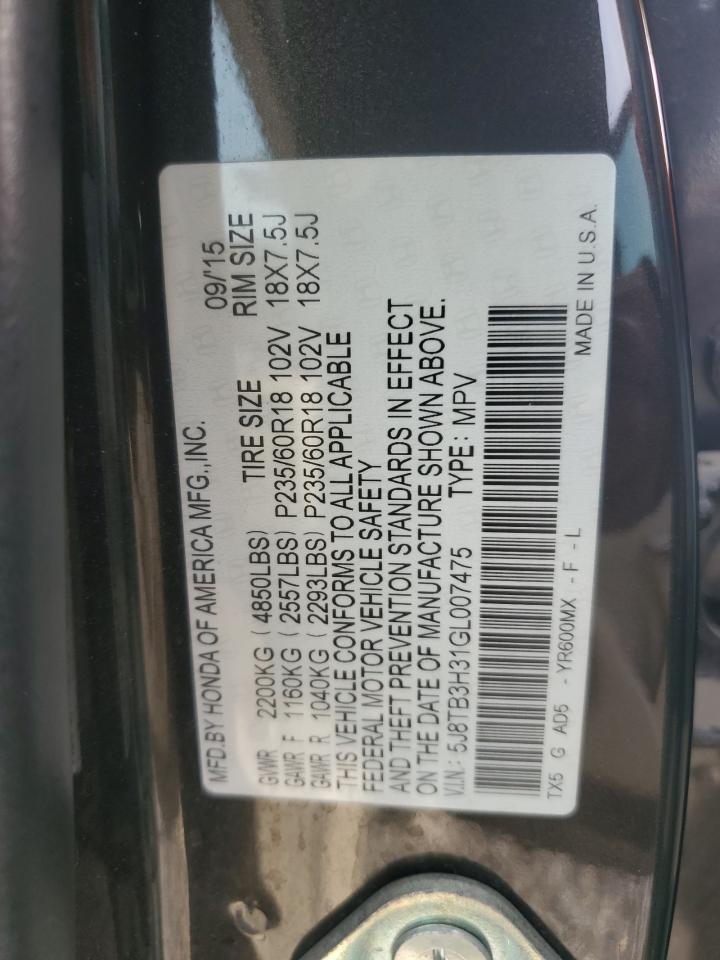 MFD.BY HONDA OF AMERICA MFG.,INC. 09/'15
TIRE SIZE RIM SIZE
GVWR 2200KG ( 4850LBS)
GAWR F 1160KG ( 2557LBS) P235/60R18 102V 18X7.5J
GAWR R 1040KG ( 2293LBS) P235/60R18 102V 18X7.5J
THIS VEHICLE CONFORMS TO ALL APPLICABLE
FEDERAL MOTOR VEHICLE SAFETY
AND THEFT PREVENTION STANDARDS IN EFFECT
ON THE DATE OF MANUFACTURE SHOWN ABOVE.
V.I.N.: 5J8TB3H31GL007475 TYPE: MPV
TX5 G AD5 -YR600MX - F - L
MADE IN U.S.A.